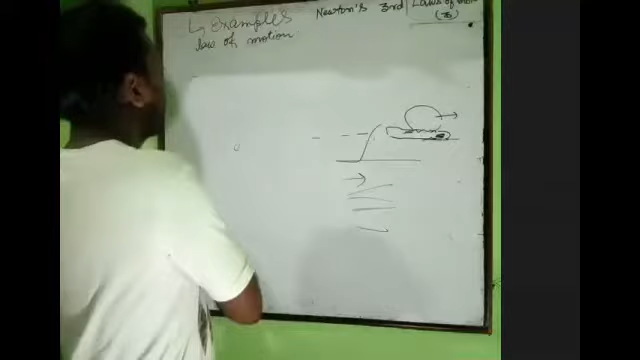 ↳ examples Newton's 3rd
law of motion.
Laws of